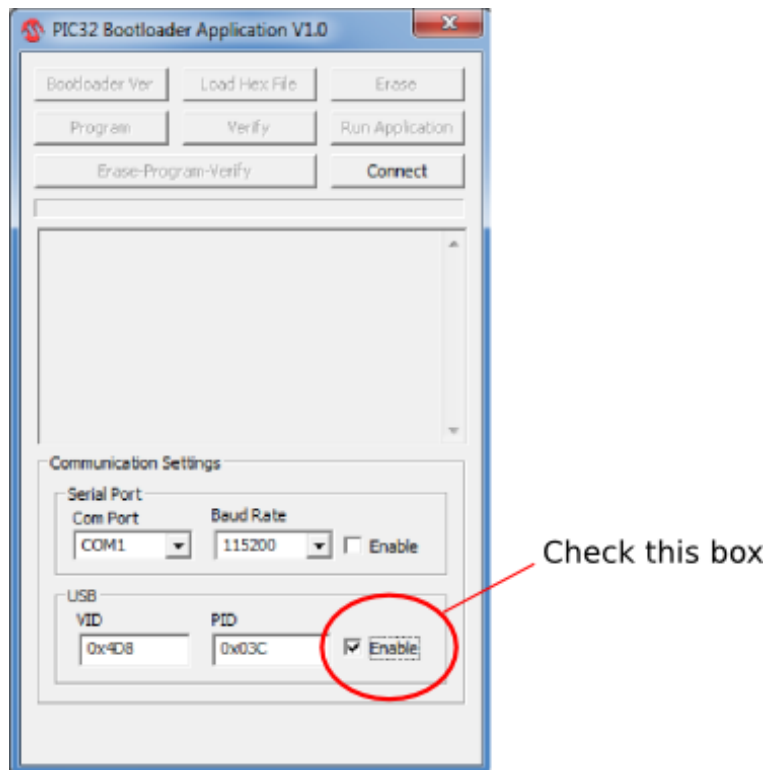 PIC32 Bootloader Application V1.0
Bootloader Ver Load Hex File Erase
Program Verify Run Application
Erase-Program-Verify Connect
Communication Settings
Serial Port
Com Port Baud Rate
COM1 115200 Enable
Check this box
USB
VID PID
0x4D8 0x03C Enable